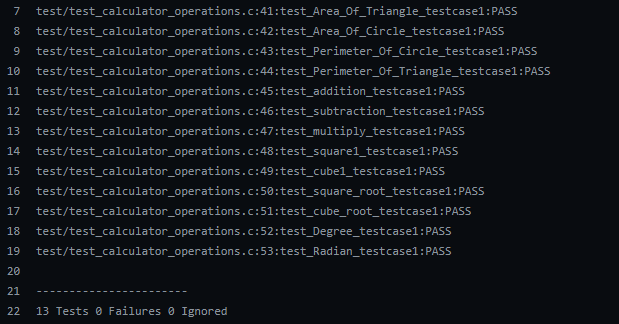 7 test/test_calculator_operations.c:41:test_Area_Of_Triangle_testcase1:PASS
8 test/test_calculator_operations.c:42:test_Area_Of_Circle_testcase1:PASS
9 test/test_calculator_operations.c:43:test_Perimeter_Of_Circle_testcase1:PASS
10 test/test_calculator_operations.c:44:test_Perimeter_Of_Triangle_testcase1:PASS
11 test/test_calculator_operations.c:45:test_addition_testcase1:PASS
12 test/test_calculator_operations.c:46:test_subtraction_testcase1:PASS
13 test/test_calculator_operations.c:47:test_multiply_testcase1:PASS
14 test/test_calculator_operations.c:48:test_square1_testcase1:PASS
15 test/test_calculator_operations.c:49:test_cube1_testcase1:PASS
16 test/test_calculator_operations.c:50:test_square_root_testcase1:PASS
17 test/test_calculator_operations.c:51:test_cube_root_testcase1:PASS
18 test/test_calculator_operations.c:52:test_Degree_testcase1:PASS
19 test/test_calculator_operations.c:53:test_Radian_testcase1:PASS
20
21 -----------------------
22 13 Tests 0 Failures 0 Ignored